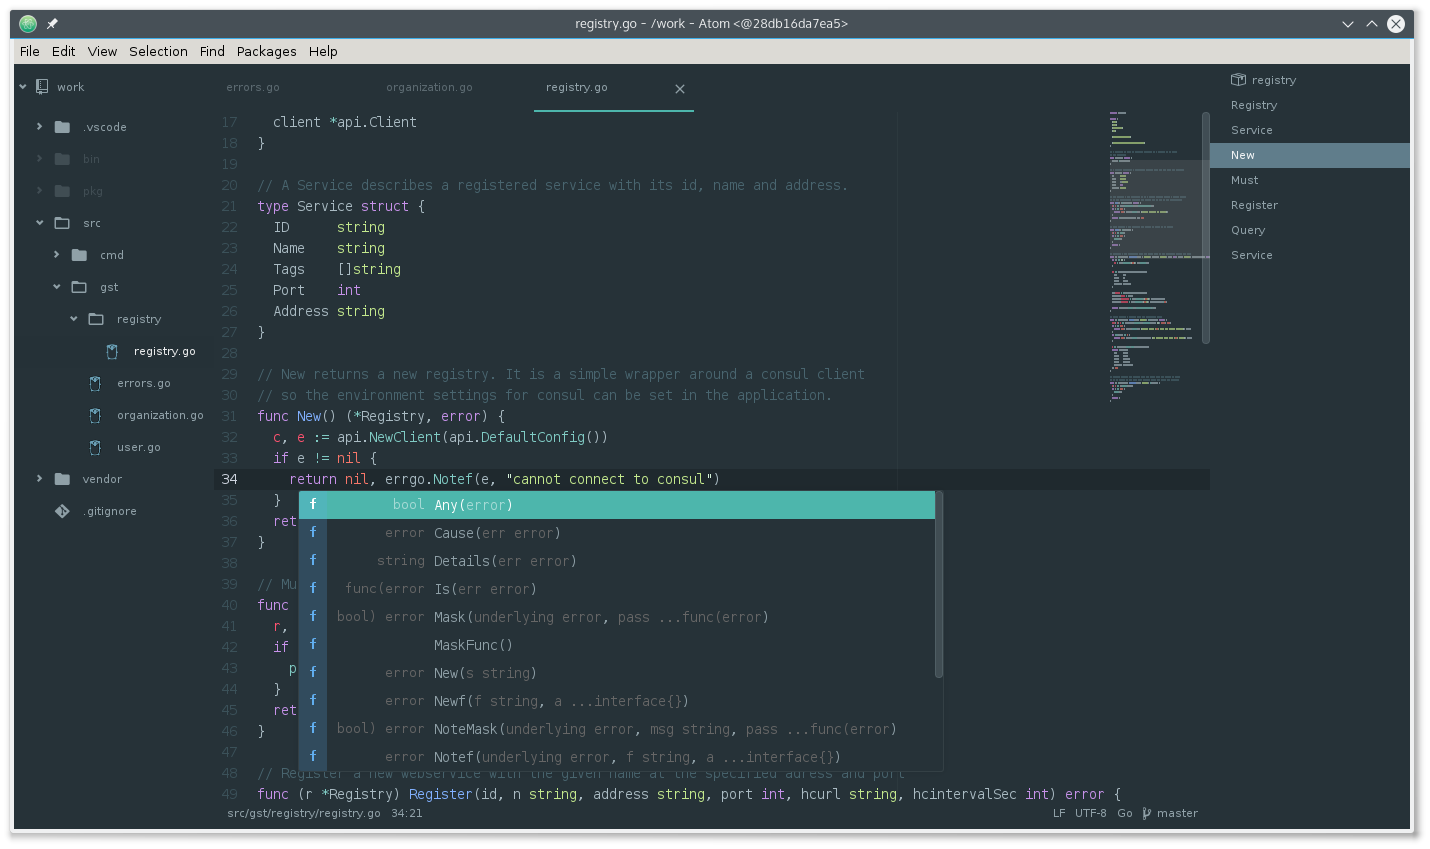 registry.go – /work – Atom <@28db16da7ea5>
File Edit View Selection Find Packages Help
work
.vscode
bin
pkg
src
cmd
gst
registry
registry.go
errors.go
organization.go
user.go
vendor
.gitignore
errors.go organization.go registry.go
17 client *api.Client
18 }
19
20 // A Service describes a registered service with its id, name and address.
21 type Service struct {
22 ID string
23 Name string
24 Tags []string
25 Port int
26 Address string
27 }
28
29 // New returns a new registry. It is a simple wrapper around a consul client
30 // so the environment settings for consul can be set in the application.
31 func New() (*Registry, error) {
32 c, e := api.NewClient(api.DefaultConfig())
33 if e != nil {
34 return nil, errgo.Notef(e, "cannot connect to consul")
35 }
36 ret
37 }
38
39 // Mu
40 func
41 r,
42 if
43 p
44 }
45 ret
46 }
47
48 // Register a new webservice with the given name at the specified adress and port
49 func (r *Registry) Register(id, n string, address string, port int, hcurl string, hcintervalSec int) error {
f bool Any(error)
f error Cause(err error)
f string Details(err error)
f func(error Is(err error)
f bool) error Mask(underlying error, pass ...func(error)
f MaskFunc()
f error New(s string)
f error Newf(f string, a ...interface{})
f bool) error NoteMask(underlying error, msg string, pass ...func(error)
f error Notef(underlying error, f string, a ...interface{})
src/gst/registry/registry.go 34:21
LF UTF-8 Go master
registry
Registry
Service
New
Must
Register
Query
Service